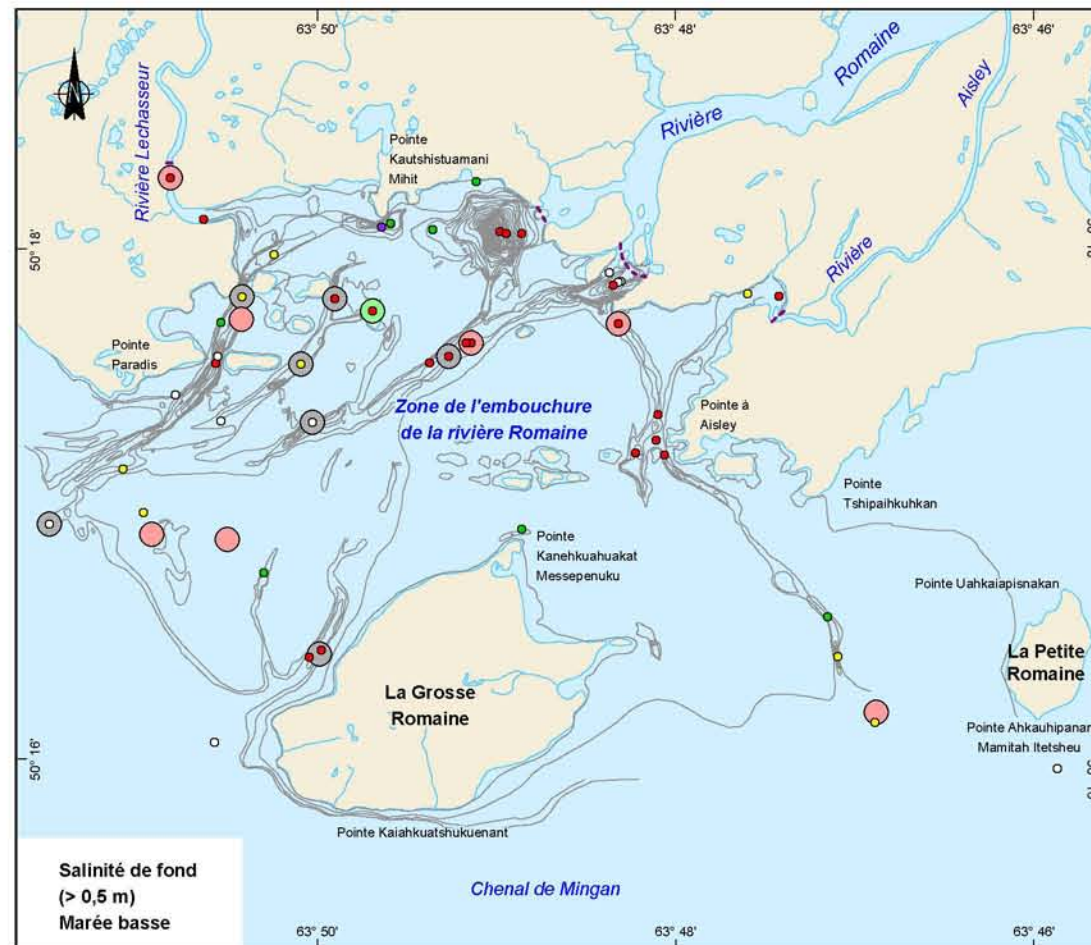 63° 50'
63° 48'
63° 46'
Romaine
Aisley
Rivière
Rivière Lechasseur
Pointe
Kautshistuamani
Mihit
50° 18'
Rivière
Pointe
Paradis
Zone de l'embouchure
de la rivière Romaine
Pointe à
Aisley
Pointe
Tshipaihkuhkan
Pointe
Kanehkuahuakat
Messepenuku
Pointe Uahkaiapisnakan
La Petite
Romaine
La Grosse
Romaine
Pointe Ahkauhipanan
Mamitah Itetsheu
50° 16'
Pointe Kaiahkuatshukuenant
Salinité de fond
(> 0,5 m)
Marée basse
Chenal de Mingan
63° 50'
63° 48'
63° 46'